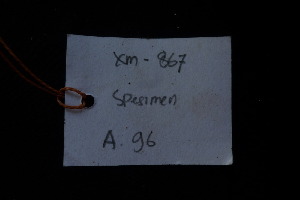 XM - 867
Spesimen
A. 96